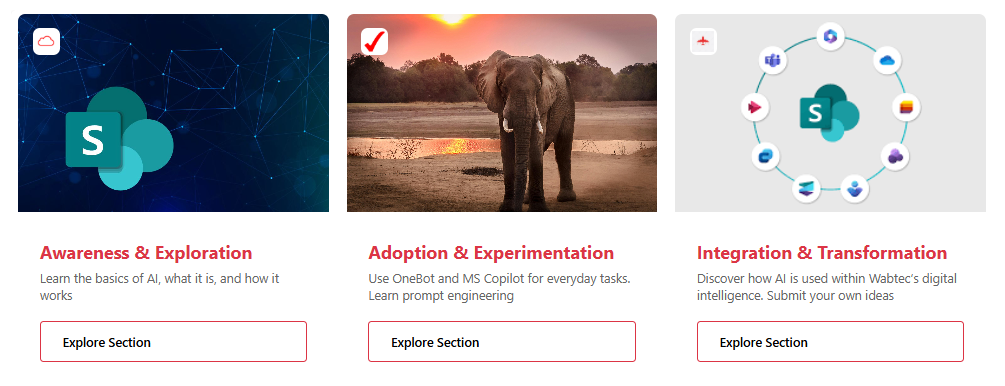 S
S
Awareness & Exploration
Learn the basics of AI, what it is, and how it
works
Explore Section
Adoption & Experimentation
Use OneBot and MS Copilot for everyday tasks.
Learn prompt engineering
Explore Section
Integration & Transformation
Discover how AI is used within Wabtec's digital
intelligence. Submit your own ideas
Explore Section